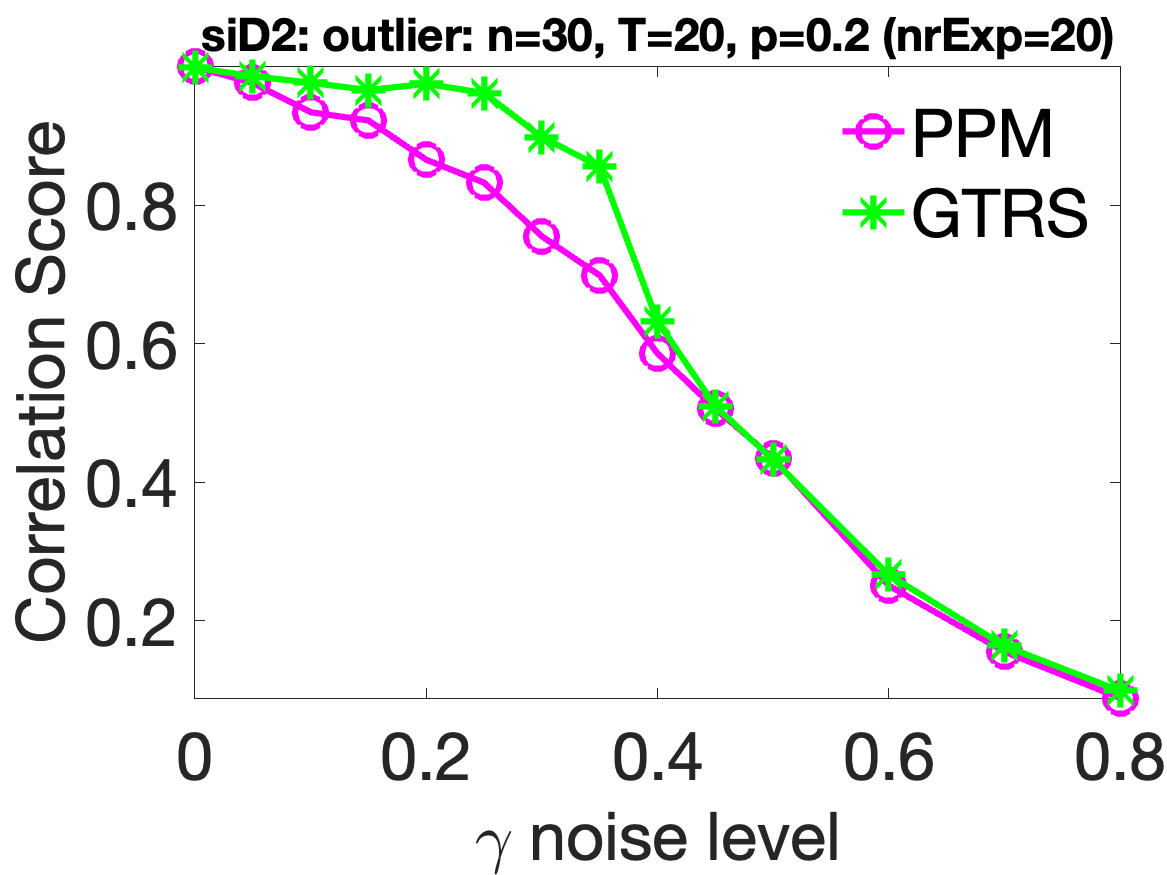 siD2: outlier: n=30, T=20, p=0.2 (nrExp=20)
PPM
GTRS
Correlation Score
0.8
0.6
0.4
0.2
0 0.2 0.4 0.6 0.8
γ noise level